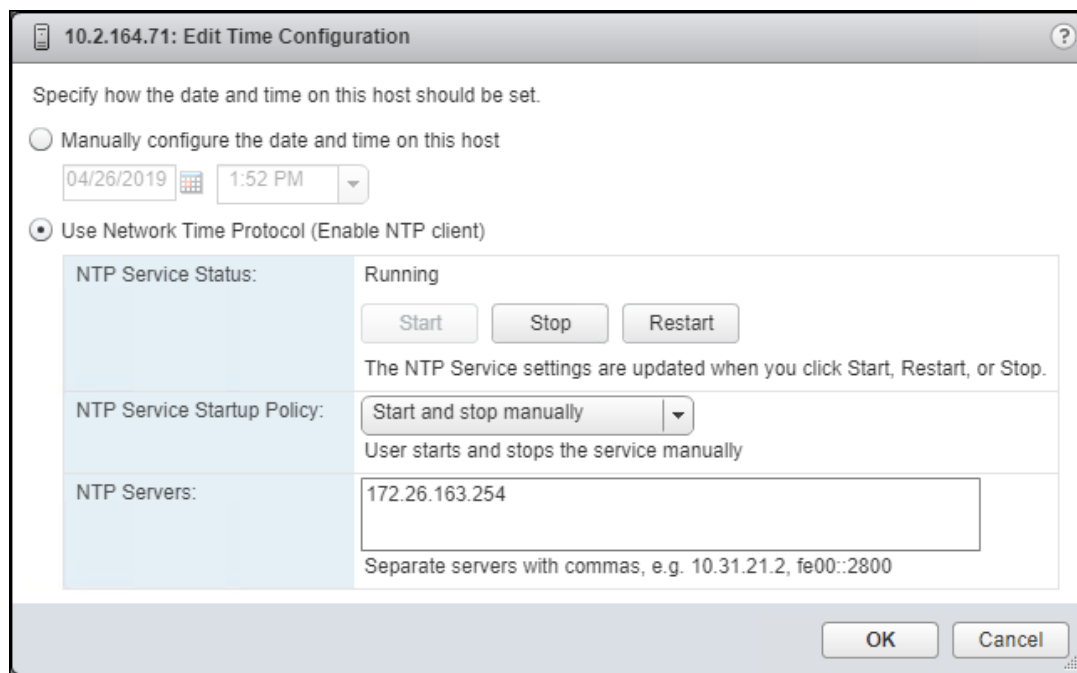 10.2.164.71: Edit Time Configuration
?
Specify how the date and time on this host should be set.
Manually configure the date and time on this host
04/26/2019 1:52 PM
Use Network Time Protocol (Enable NTP client)
NTP Service Status: Running
Start Stop Restart
The NTP Service settings are updated when you click Start, Restart, or Stop.
NTP Service Startup Policy: Start and stop manually
User starts and stops the service manually
NTP Servers: 172.26.163.254
Separate servers with commas, e.g. 10.31.21.2, fe00::2800
OK Cancel